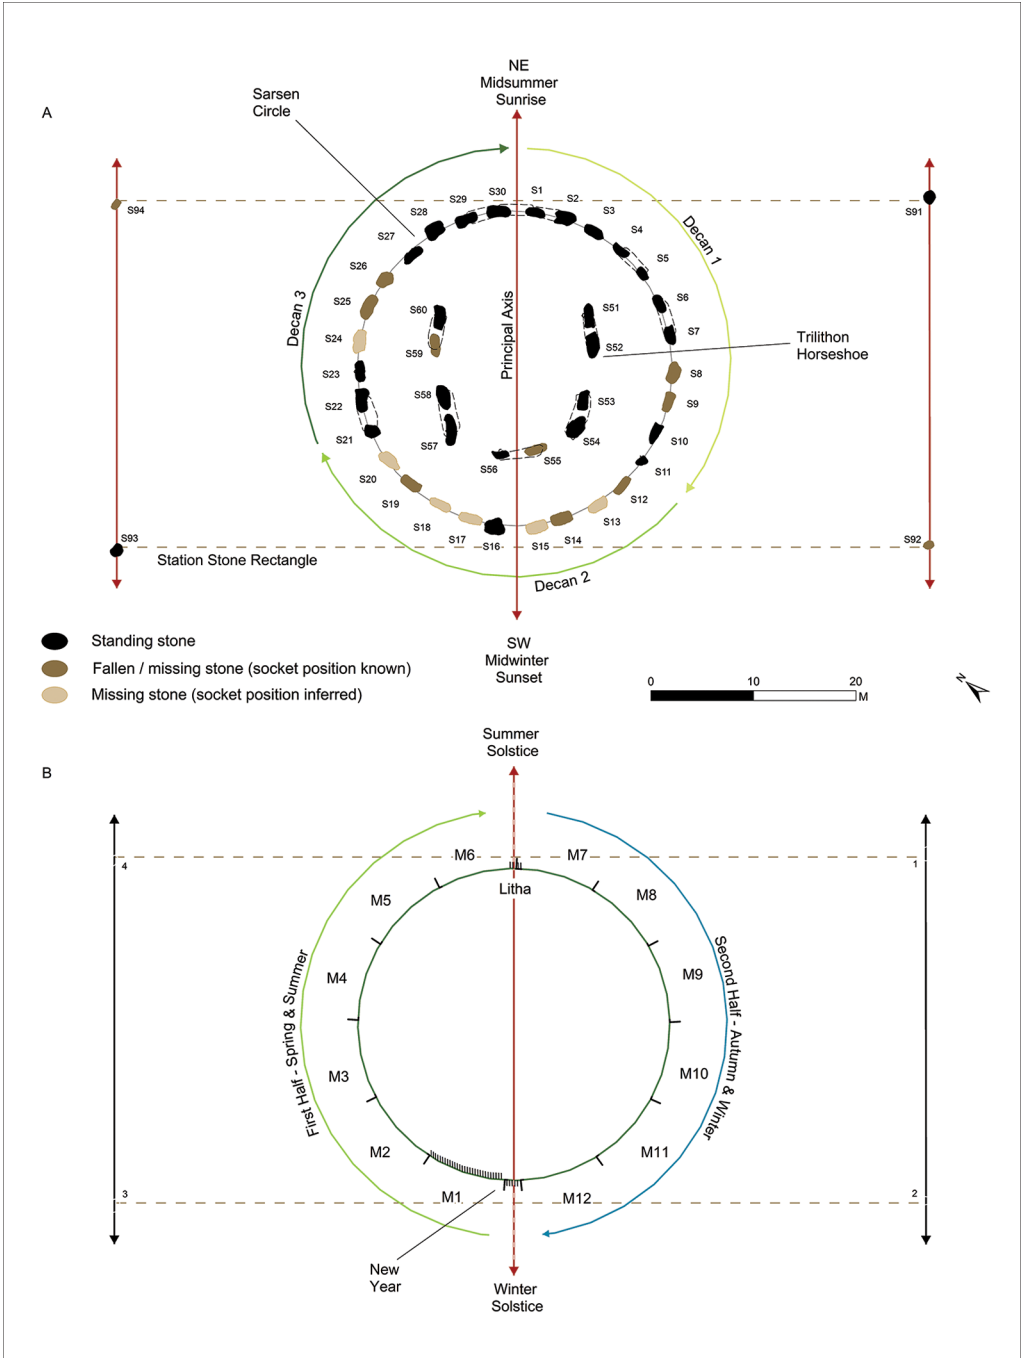 A
NE
Midsummer
Sunrise
Sarsen
Circle
S94
S91
S30
S1
S29
S2
S28
S3
S27
S4
S26
S5
S25
S6
S24
S7
S23
S8
S22
S9
S21
S10
S20
S11
S19
S12
S18
S13
S17
S14
S16
S15
S60
S51
S59
S52
S58
S53
S57
S54
S56
S55
Decan 1
Decan 3
Principal Axis
Trilithon
Horseshoe
S93
S92
Station Stone Rectangle
Decan 2
SW
Midwinter
Sunset
Standing stone
Fallen / missing stone (socket position known)
Missing stone (socket position inferred)
0 10 20
M
N
B
Summer
Solstice
4
1
M6
M7
Litha
M5
M8
M4
M9
First Half - Spring & Summer
Second Half - Autumn & Winter
M3
M10
M2
M11
M1
M12
3
2
New
Year
Winter
Solstice